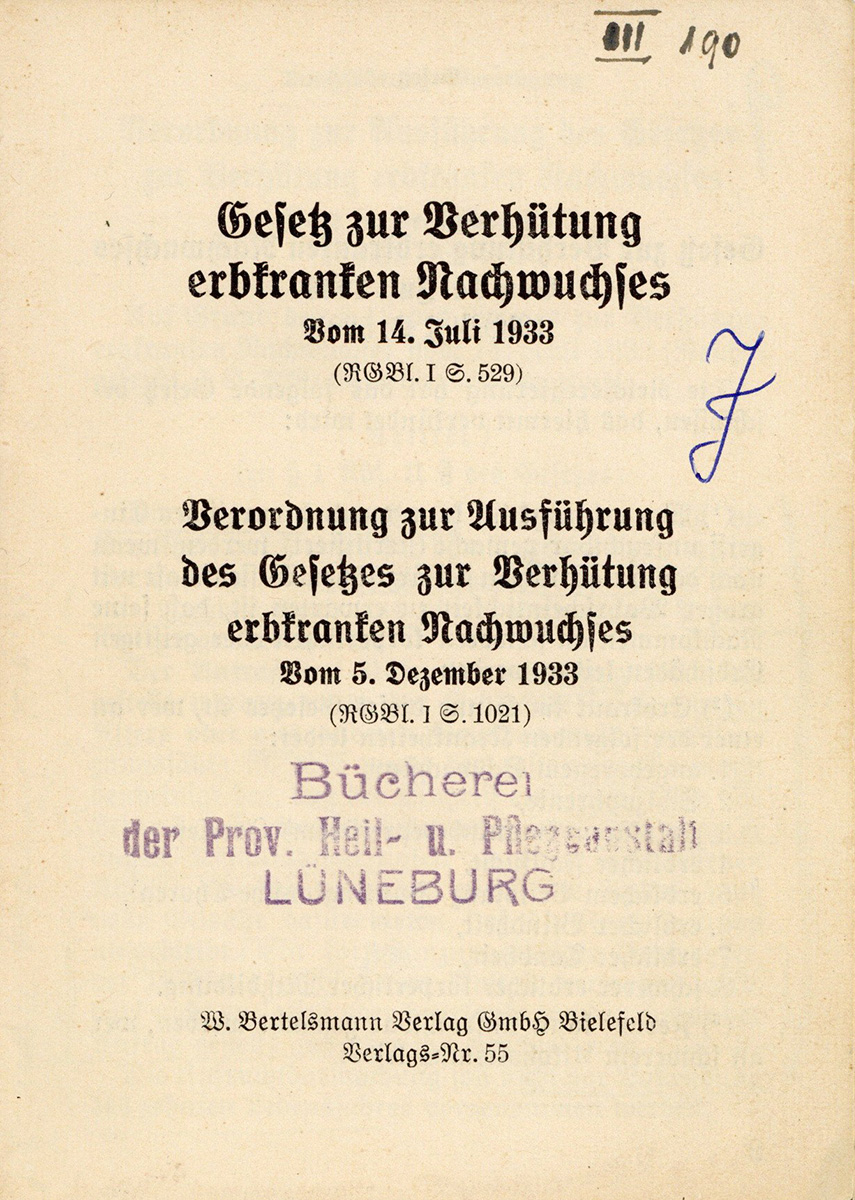 III 190
Gesetz zur Verhütung
erbkranken Nachwuchses
Vom 14. Juli 1933
(RGBl. I S. 529)
J
Verordnung zur Ausführung
des Gesetzes zur Verhütung
erbkranken Nachwuchses
Vom 5. Dezember 1933
(RGBl. I S. 1021)
Bücherei
der Prov. Heil- u. Pflegeanstalt
LÜNEBURG
W. Bertelsmann Verlag GmbH Bielefeld
Verlags-Nr. 55